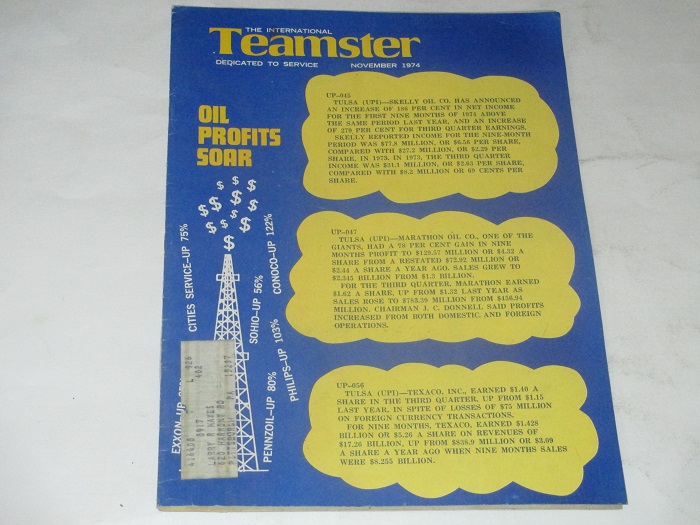 THE INTERNATIONAL
Teamster
DEDICATED TO SERVICE NOVEMBER 1974
OIL
PROFITS
SOAR
UP-043
TULSA (UPI)—SKELLY OIL CO. HAS ANNOUNCED
AN INCREASE OF 186 PER CENT IN NET INCOME
FOR THE FIRST NINE MONTHS OF 1974 ABOVE
THE SAME PERIOD LAST YEAR, AND AN INCREASE
OF 279 PER CENT FOR THIRD QUARTER EARNINGS.
SKELLY REPORTED INCOME FOR THE NINE-MONTH
PERIOD WAS $77.8 MILLION, OR $6.56 PER SHARE,
COMPARED WITH $27.2 MILLION, OR $2.29 PER
SHARE, IN 1973. IN 1973, THE THIRD QUARTER
INCOME WAS $31.1 MILLION, OR $2.63 PER SHARE,
COMPARED WITH $8.2 MILLION OR 69 CENTS PER
SHARE.
UP-047
TULSA (UPI)—MARATHON OIL CO., ONE OF THE
GIANTS, HAD A 78 PER CENT GAIN IN NINE
MONTHS PROFIT TO $129.57 MILLION OR $4.33 A
SHARE FROM A RESTATED $72.92 MILLION OR
$2.44 A SHARE A YEAR AGO. SALES GREW TO
$2.345 BILLION FROM $1.3 BILLION.
FOR THE THIRD QUARTER, MARATHON EARNED
$1.62 A SHARE, UP FROM $1.32 LAST YEAR AS
SALES ROSE TO $783.39 MILLION FROM $456.94
MILLION. CHAIRMAN J. C. DONNELL SAID PROFITS
INCREASED FROM BOTH DOMESTIC AND FOREIGN
OPERATIONS.
UP-056
TULSA (UPI)—TEXACO, INC., EARNED $1.40 A
SHARE IN THE THIRD QUARTER, UP FROM $1.15
LAST YEAR, IN SPITE OF LOSSES OF $75 MILLION
ON FOREIGN CURRENCY TRANSACTIONS.
FOR NINE MONTHS, TEXACO, EARNED $1.428
BILLION OR $5.26 A SHARE ON REVENUES OF
$17.26 BILLION, UP FROM $838.9 MILLION OR $3.09
A SHARE A YEAR AGO WHEN NINE MONTHS SALES
WERE $8.255 BILLION.
CITIES SERVICE-UP 75%
CONOCO-UP 122%
SOHIO-UP 56%
PHILIPS-UP 103%
PENNZOIL-UP 80%
EXXON-UP
L 926
402
0917
LARRY D